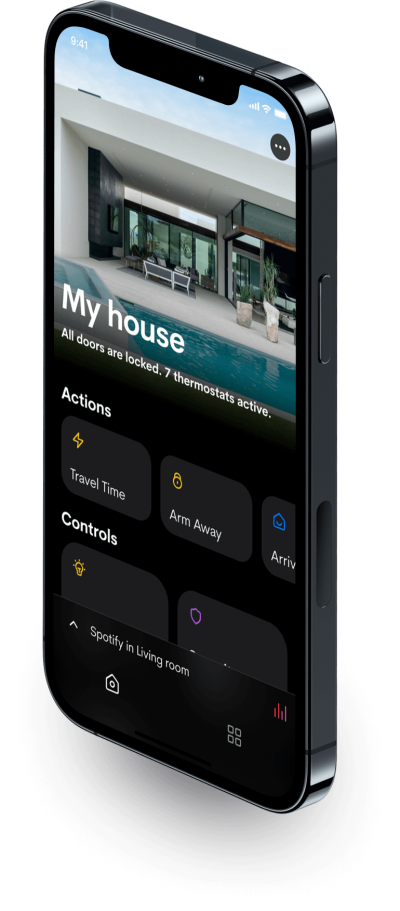 9:41
My house
All doors are locked. 7 thermostats active.
Actions
Travel Time
Arm Away
Arriv
Controls
Spotify in Living room